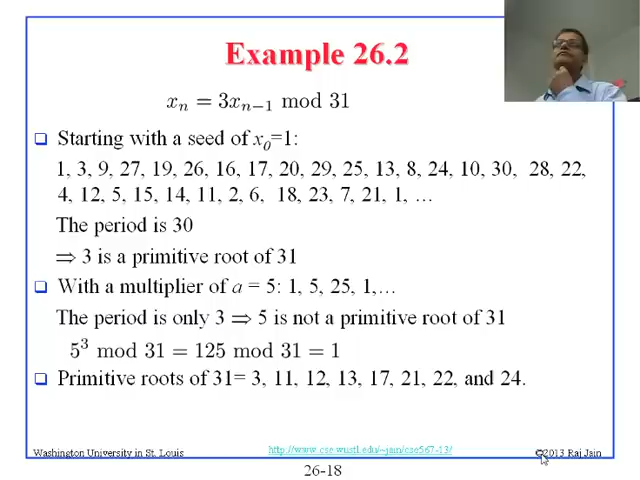 Example 26.2
xₙ = 3xₙ₋₁ mod 31
❑ Starting with a seed of x₀=1:
1, 3, 9, 27, 19, 26, 16, 17, 20, 29, 25, 13, 8, 24, 10, 30, 28, 22,
4, 12, 5, 15, 14, 11, 2, 6, 18, 23, 7, 21, 1, …
The period is 30
⇒ 3 is a primitive root of 31
❑ With a multiplier of a = 5: 1, 5, 25, 1,…
The period is only 3 ⇒ 5 is not a primitive root of 31
5³ mod 31 = 125 mod 31 = 1
❑ Primitive roots of 31= 3, 11, 12, 13, 17, 21, 22, and 24.
Washington University in St. Louis
http://www.cse.wustl.edu/~jain/cse567-13/
©2013 Raj Jain
26-18